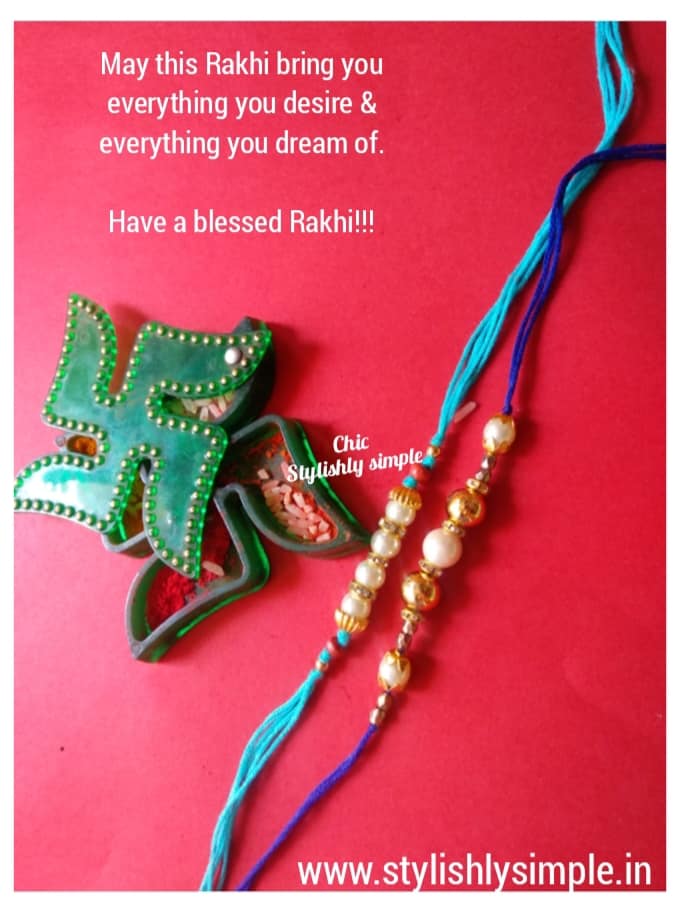 May this Rakhi bring you
everything you desire &
everything you dream of.
Have a blessed Rakhi!!!
Chic
Stylishly simple
www.stylishlysimple.in